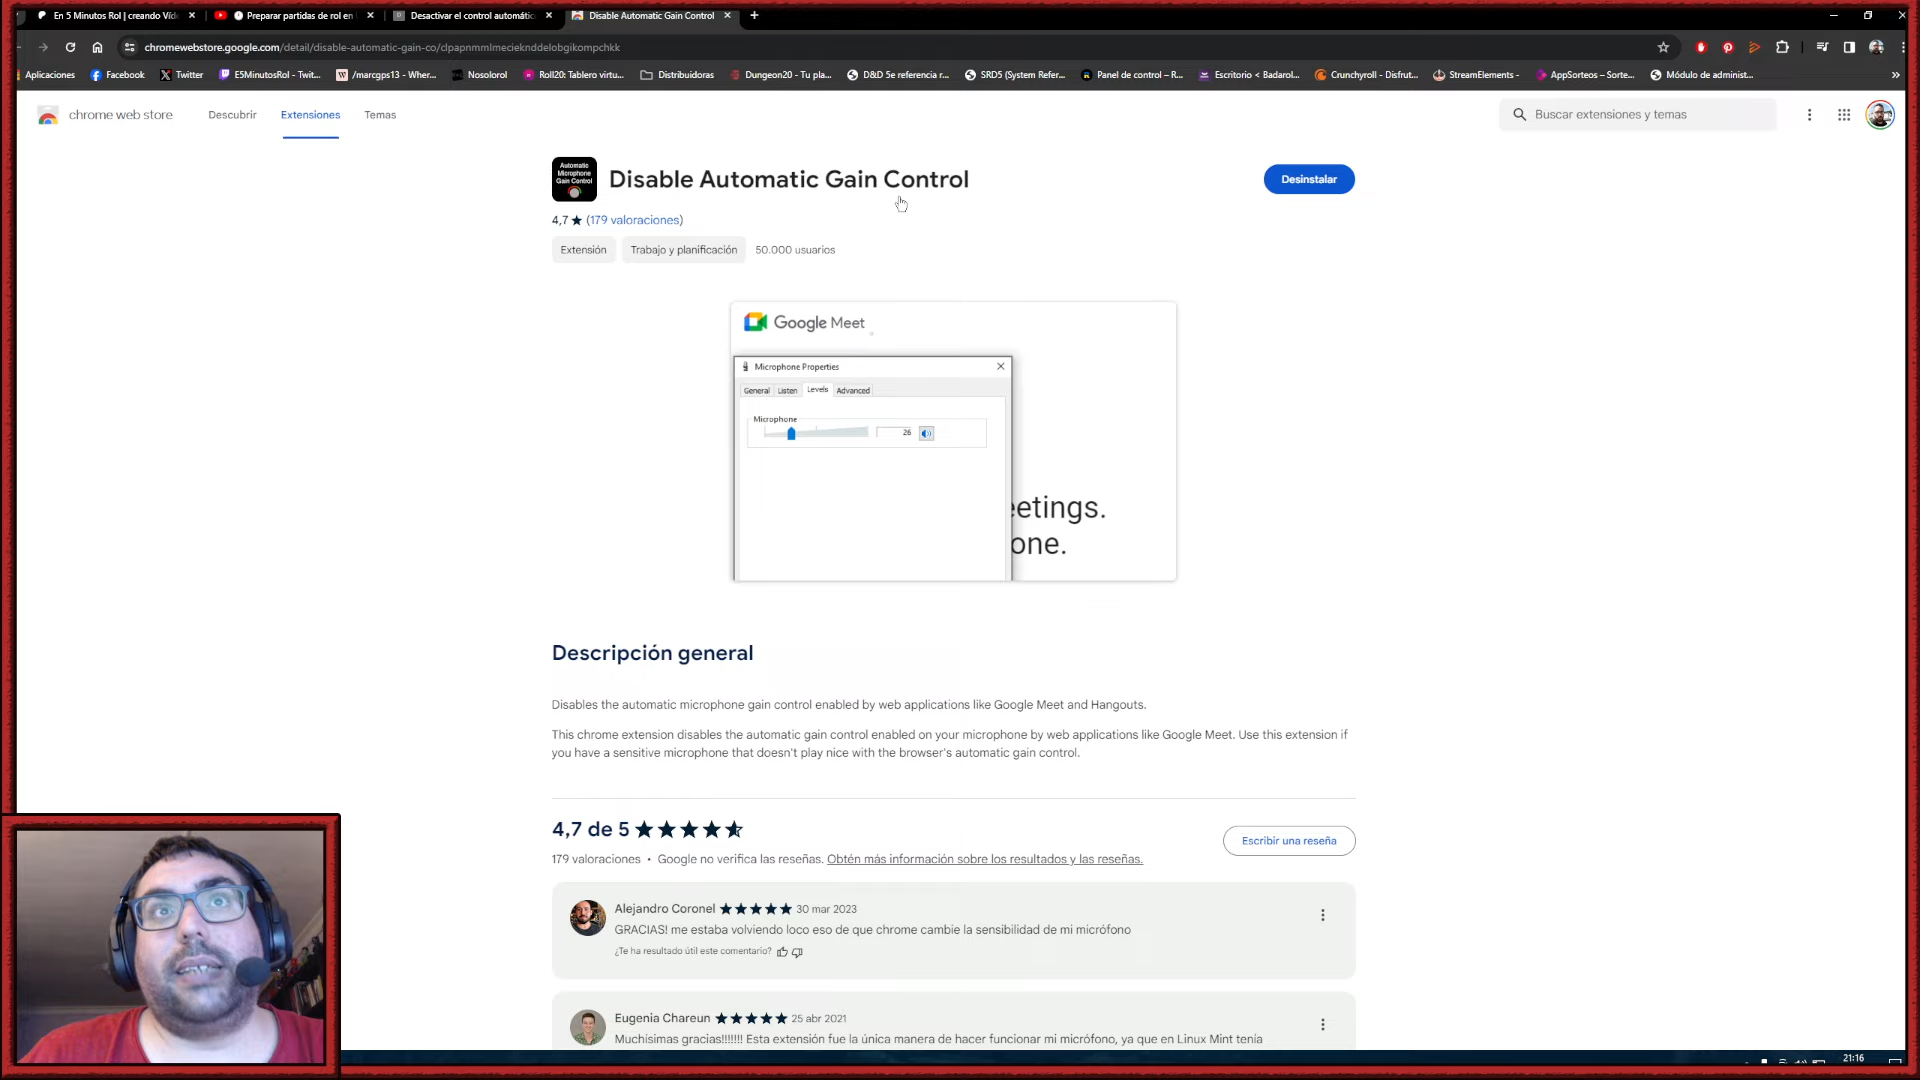 En 5 Minutos Rol | creando Víde
Preparar partidas de rol en
Desactivar el control automátic
Disable Automatic Gain Control
chromewebstore.google.com/detail/disable-automatic-gain-co/clpapnmmlmecieknddelobgikompchkk
Aplicaciones
Facebook
Twitter
E5MinutosRol - Twit...
/marcgps13 - Wher...
Nosolorol
Roll20: Tablero virtu...
Distribuidoras
Dungeon20 - Tu pla...
D&D 5e referencia r...
SRD5 (System Refer...
Panel de control – R...
Escritorio < Badarol...
Crunchyroll - Disfrut...
StreamElements -
AppSorteos – Sorte...
Módulo de administ...
chrome web store
Descubrir
Extensiones
Temas
Buscar extensiones y temas
Automatic
Microphone
Gain Control
Disable Automatic Gain Control
Desinstalar
4,7 ★ (179 valoraciones)
Extensión
Trabajo y planificación
50.000 usuarios
Google Meet
Microphone Properties
General
Listen
Levels
Advanced
Microphone
26
eetings.
one.
Descripción general
Disables the automatic microphone gain control enabled by web applications like Google Meet and Hangouts.
This chrome extension disables the automatic gain control enabled on your microphone by web applications like Google Meet. Use this extension if
you have a sensitive microphone that doesn't play nice with the browser's automatic gain control.
4,7 de 5
Escribir una reseña
179 valoraciones • Google no verifica las reseñas. Obtén más información sobre los resultados y las reseñas.
Alejandro Coronel ★★★★★ 30 mar 2023
GRACIAS! me estaba volviendo loco eso de que chrome cambie la sensibilidad de mi micrófono
¿Te ha resultado útil este comentario?
Eugenia Chareun ★★★★★ 25 abr 2021
Muchísimas gracias!!!!!!! Esta extensión fue la única manera de hacer funcionar mi micrófono, ya que en Linux Mint tenía
21:16